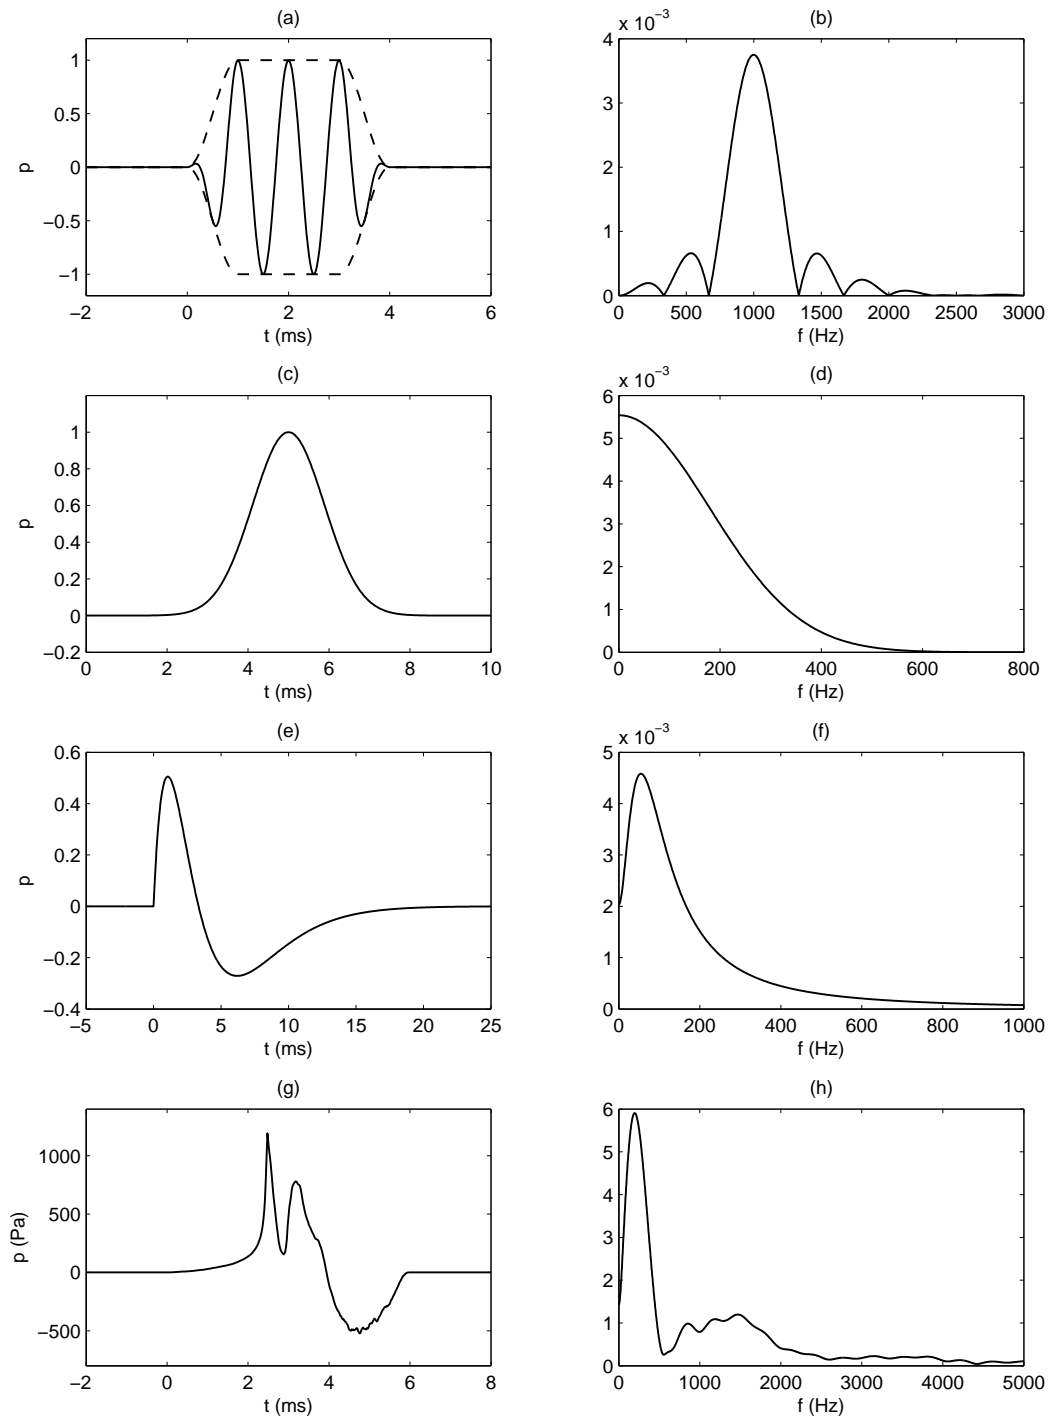 (a)
1
0.5
0
−0.5
−1
p
−2 0 2 4 6
t (ms)
(b)
x 10−3
4
3
2
1
0
0 500 1000 1500 2000 2500 3000
f (Hz)
(c)
1
0.8
0.6
0.4
0.2
0
−0.2
p
0 2 4 6 8 10
t (ms)
(d)
x 10−3
6
5
4
3
2
1
0
0 200 400 600 800
f (Hz)
(e)
0.6
0.4
0.2
0
−0.2
−0.4
p
−5 0 5 10 15 20 25
t (ms)
(f)
x 10−3
5
4
3
2
1
0
0 200 400 600 800 1000
f (Hz)
(g)
1000
500
0
−500
p (Pa)
−2 0 2 4 6 8
t (ms)
(h)
6
5
4
3
2
1
0
0 1000 2000 3000 4000 5000
f (Hz)